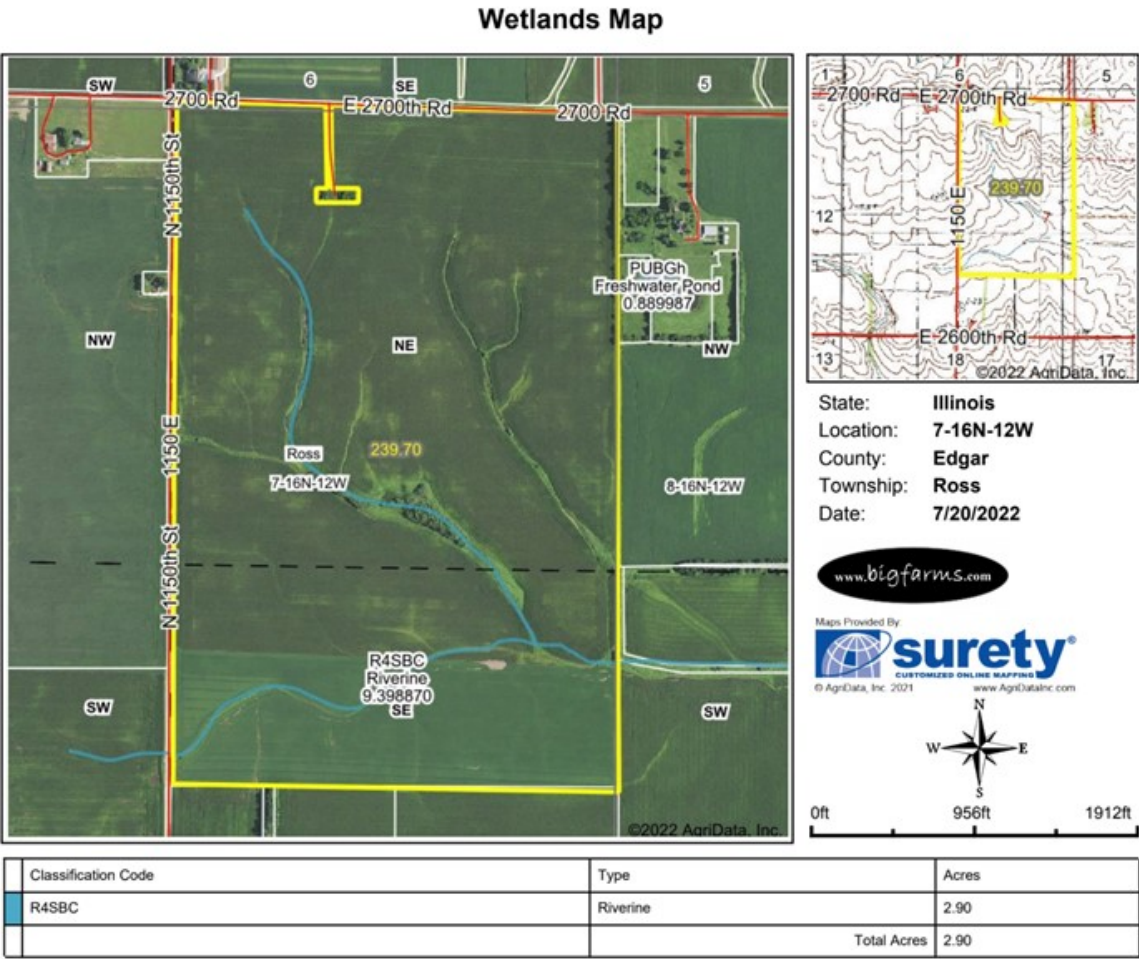 Wetlands Map
SW
6
SE
5
2700 Rd
E 2700th Rd
2700 Rd
N 1150th St
PUBGh
Freshwater Pond
0.889987
NW
NE
NW
1150 E
Ross
239.70
7-16N-12W
8-16N-12W
N 1150th St
R4SBC
Riverine
9.398870
SW
SE
SW
©2022 AgriData, Inc.
1
6
5
2700 Rd
E 2700th Rd
239.70
12
1150 E
E 2600th Rd
13
18
17
©2022 AgriData, Inc.
State: Illinois
Location: 7-16N-12W
County: Edgar
Township: Ross
Date: 7/20/2022
www.bigfarms.com
Maps Provided By:
surety®
CUSTOMIZED ONLINE MAPPING
© AgriData, Inc. 2021 www.AgriDataInc.com
N
W E
S
0ft 956ft 1912ft
Classification Code Type Acres
R4SBC Riverine 2.90
Total Acres 2.90